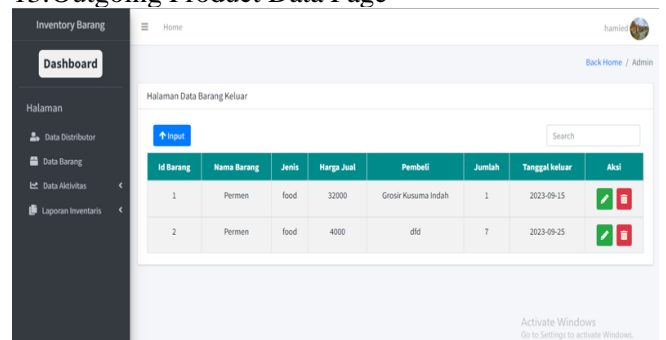 13.Outgoing Product Data Page
Inventory Barang
Home
hamied
Dashboard
Back Home / Admin
Halaman
Data Distributor
Data Barang
Data Aktivitas
Laporan Inventaris
Halaman Data Barang Keluar
Input
Search
Id Barang Nama Barang Jenis Harga Jual Pembeli Jumlah Tanggal keluar Aksi
1 Permen food 32000 Grosir Kusuma Indah 1 2023-09-15
2 Permen food 4000 dfd 7 2023-09-25
Activate Windows
Go to Settings to activate Windows.